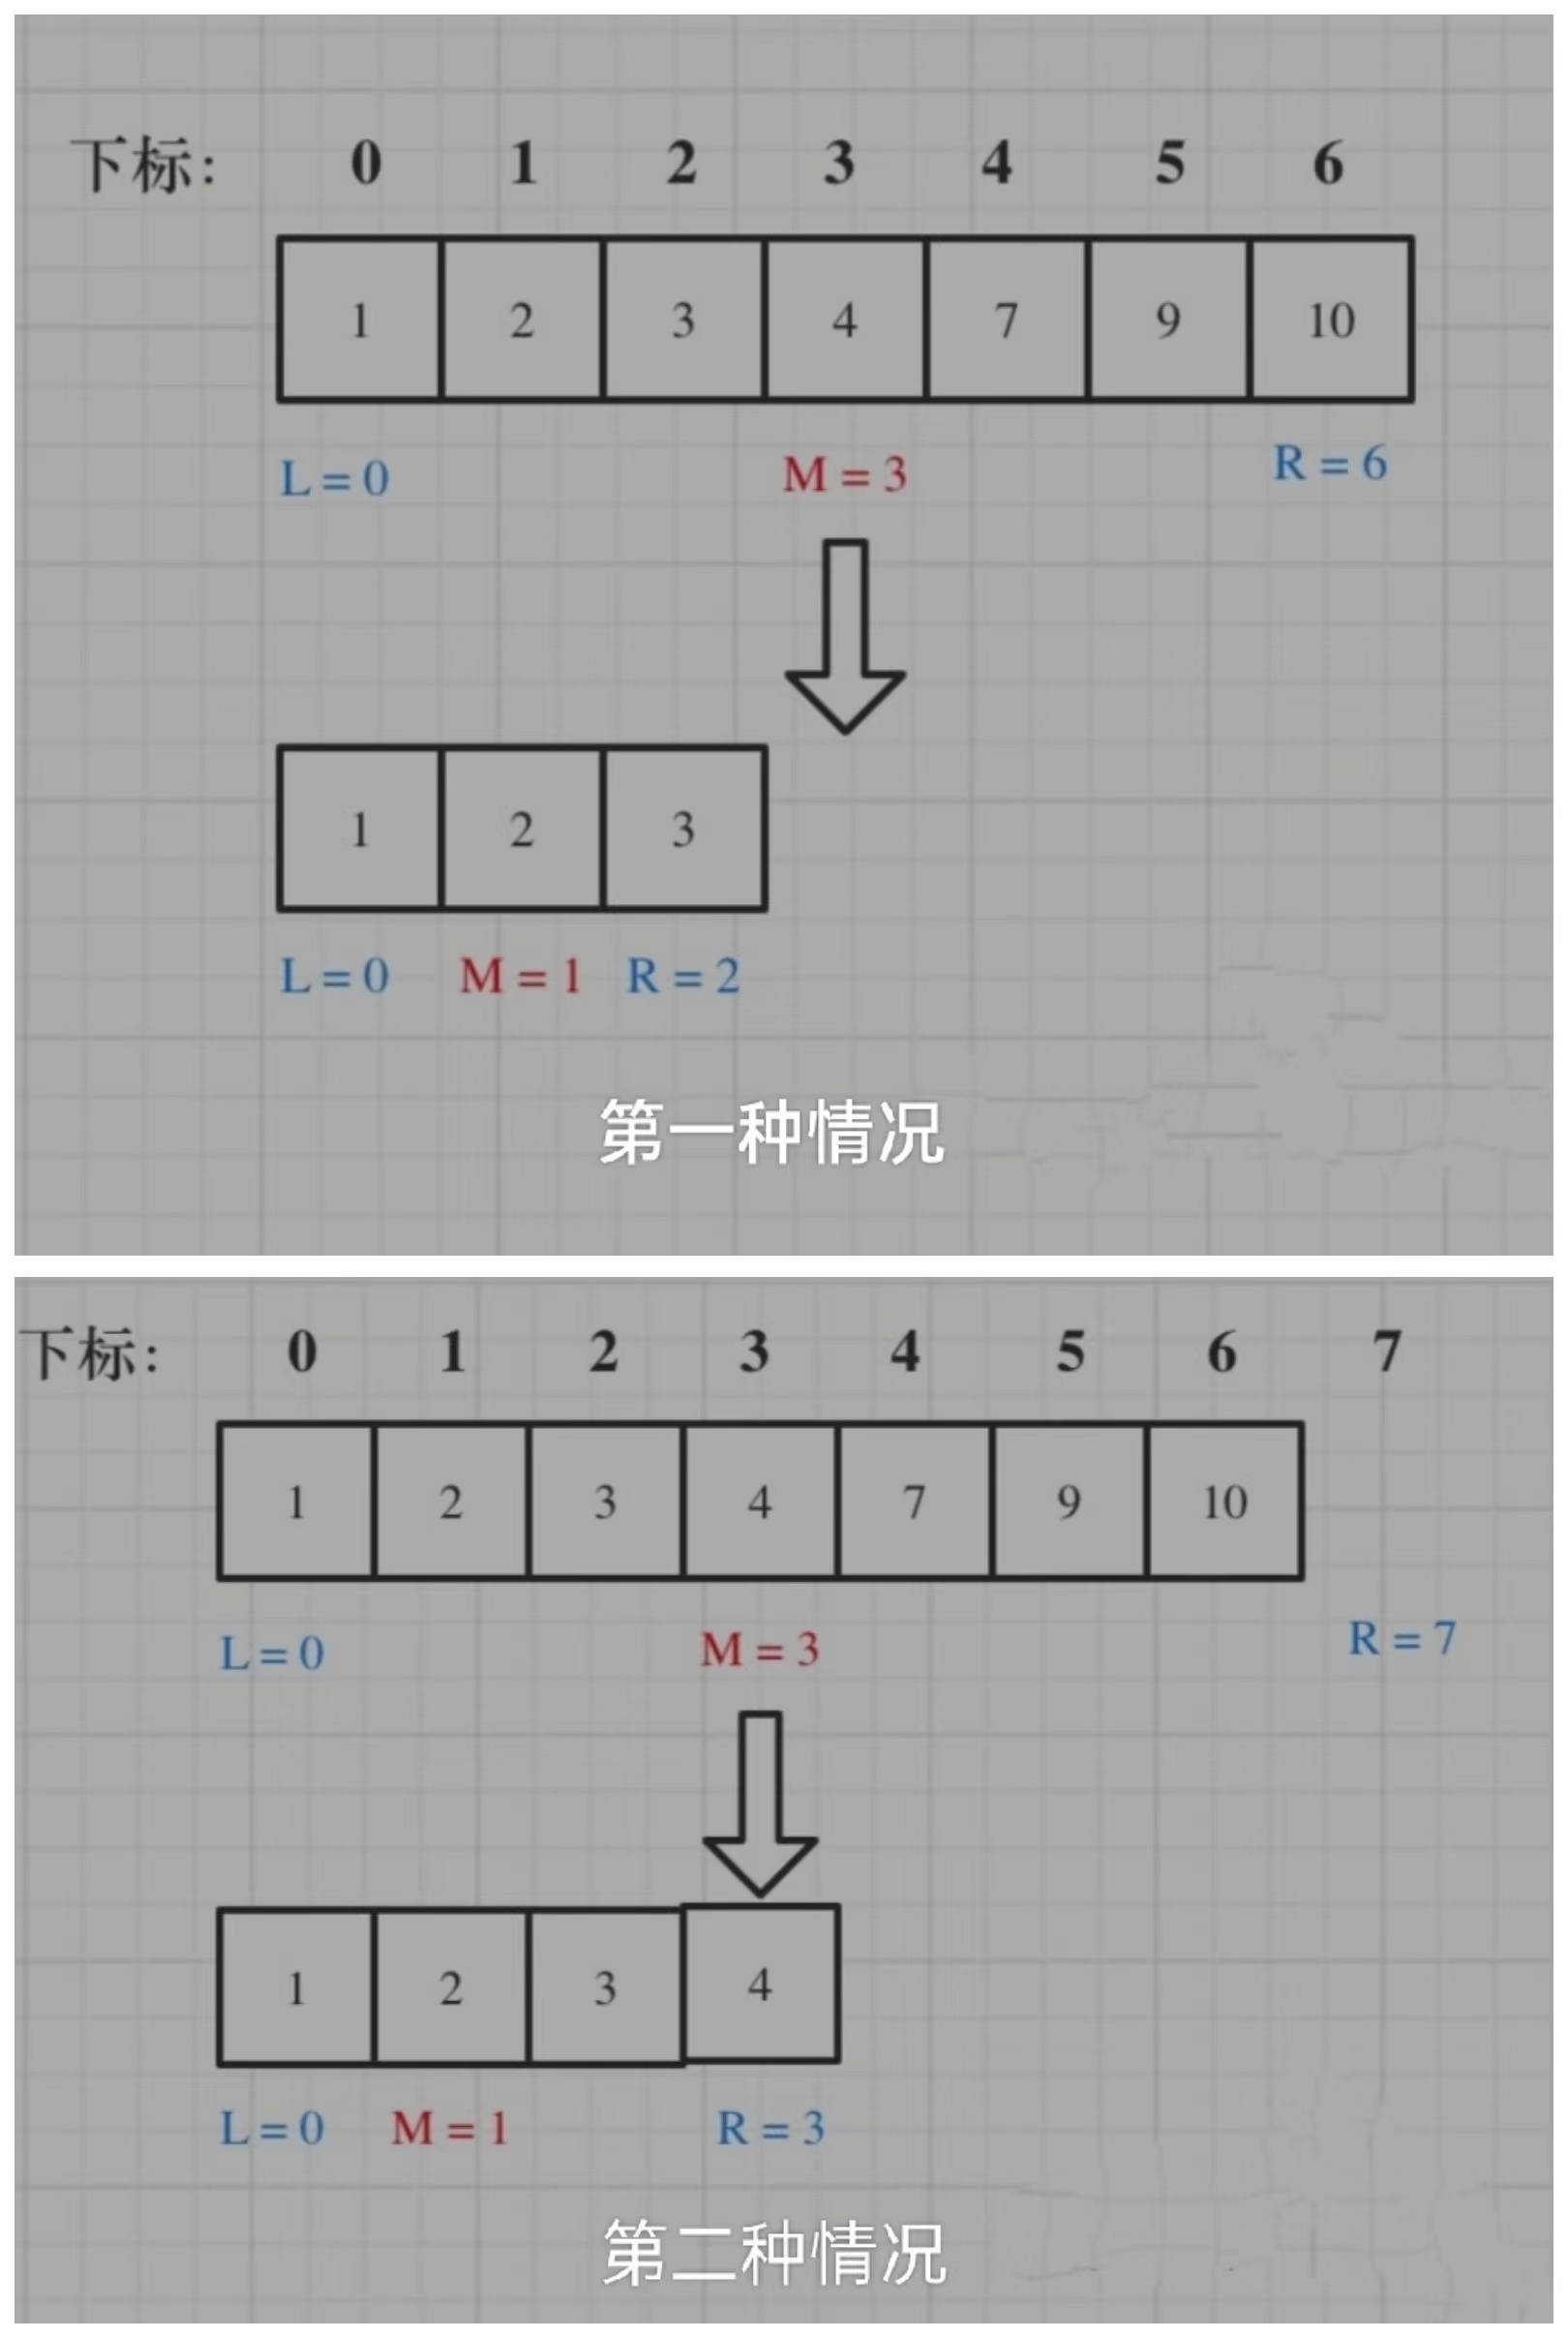 下标: 0 1 2 3 4 5 6
1 2 3 4 7 9 10
L = 0 M = 3 R = 6
1 2 3
L = 0 M = 1 R = 2
第一种情况
下标: 0 1 2 3 4 5 6 7
1 2 3 4 7 9 10
L = 0 M = 3 R = 7
1 2 3 4
L = 0 M = 1 R = 3
第二种情况